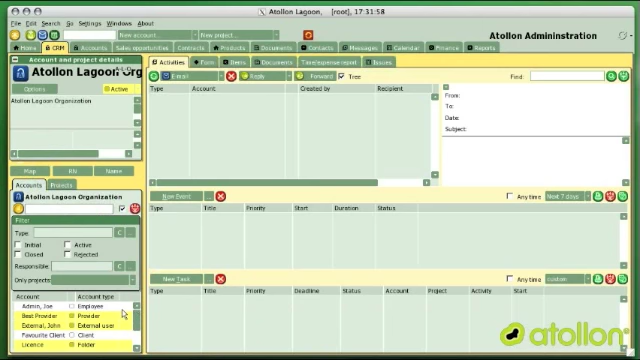 Atollon Lagoon, [root], 17:31:58
File Edit Search Go Settings Windows Help
New account... New project...
Atollon Admininstration
Home CRM Accounts Sales opportunities Contracts Products Documents Contacts Messages Calendar Finance Reports
Account and project details
Atollon Lagoon Orga
Options Active
Atollon Lagoon Organization
Map RN Name
Accounts Projects
Atollon Lagoon Organization
Filter
Type: C ...
Initial Active
Closed Rejected
Responsible: C ...
Only projects:
Account Account type
Admin, Joe Employee
Best Provider Provider
External, John External user
Favourite Client Client
Licence Folder
Activities Form Items Documents Time/expense report Issues
E-mail Reply Forward Tree Find:
Type Account Created by Recipient
From:
To:
Date:
Subject:
New Event ... Any time Next 7 days
Type Title Priority Start Duration Status
New Task ... Any time custom
Type Title Priority Deadline Status Account Project Activity Start
atollon